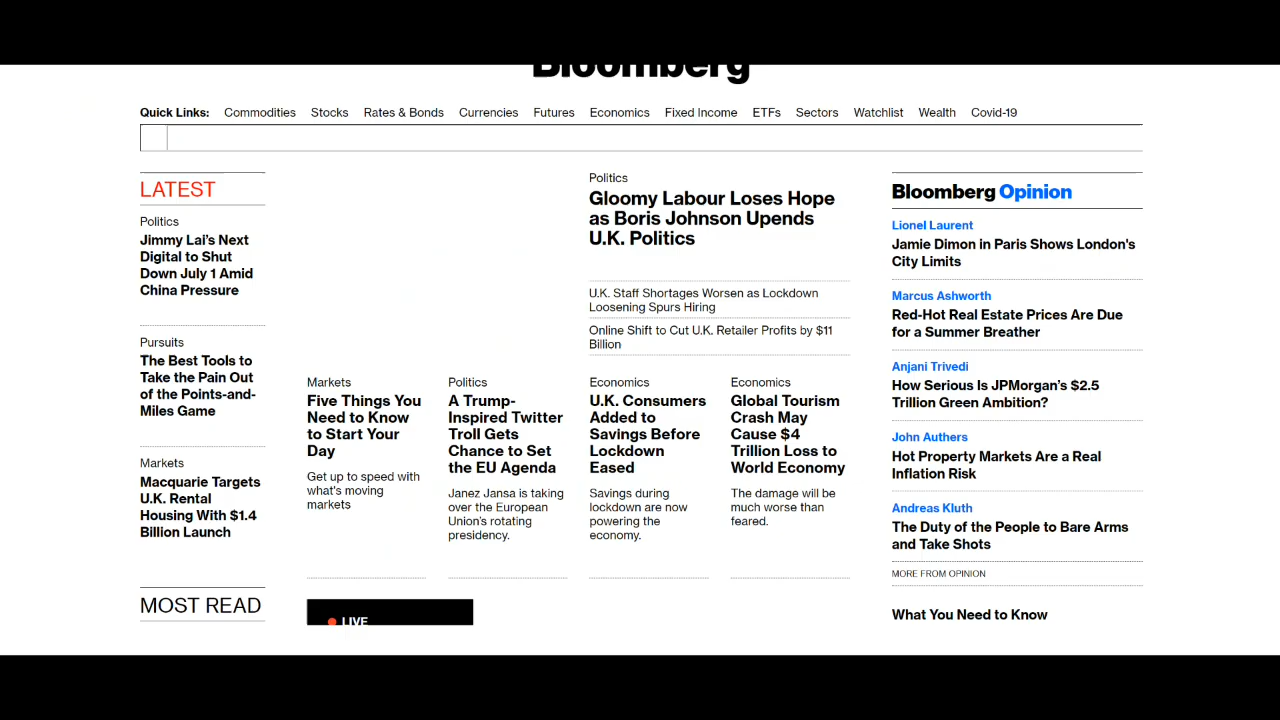 Bloomberg
Quick Links: Commodities Stocks Rates & Bonds Currencies Futures Economics Fixed Income ETFs Sectors Watchlist Wealth Covid-19
LATEST
Politics
Jimmy Lai's Next
Digital to Shut
Down July 1 Amid
China Pressure
Pursuits
The Best Tools to
Take the Pain Out
of the Points-and-
Miles Game
Markets
Macquarie Targets
U.K. Rental
Housing With $1.4
Billion Launch
MOST READ
Politics
Gloomy Labour Loses Hope
as Boris Johnson Upends
U.K. Politics
U.K. Staff Shortages Worsen as Lockdown
Loosening Spurs Hiring
Online Shift to Cut U.K. Retailer Profits by $11
Billion
Markets
Five Things You
Need to Know
to Start Your
Day
Get up to speed with
what's moving
markets
Politics
A Trump-
Inspired Twitter
Troll Gets
Chance to Set
the EU Agenda
Janez Jansa is taking
over the European
Union's rotating
presidency.
Economics
U.K. Consumers
Added to
Savings Before
Lockdown
Eased
Savings during
lockdown are now
powering the
economy.
Economics
Global Tourism
Crash May
Cause $4
Trillion Loss to
World Economy
The damage will be
much worse than
feared.
LIVE
Bloomberg Opinion
Lionel Laurent
Jamie Dimon in Paris Shows London's
City Limits
Marcus Ashworth
Red-Hot Real Estate Prices Are Due
for a Summer Breather
Anjani Trivedi
How Serious Is JPMorgan's $2.5
Trillion Green Ambition?
John Authers
Hot Property Markets Are a Real
Inflation Risk
Andreas Kluth
The Duty of the People to Bare Arms
and Take Shots
MORE FROM OPINION
What You Need to Know